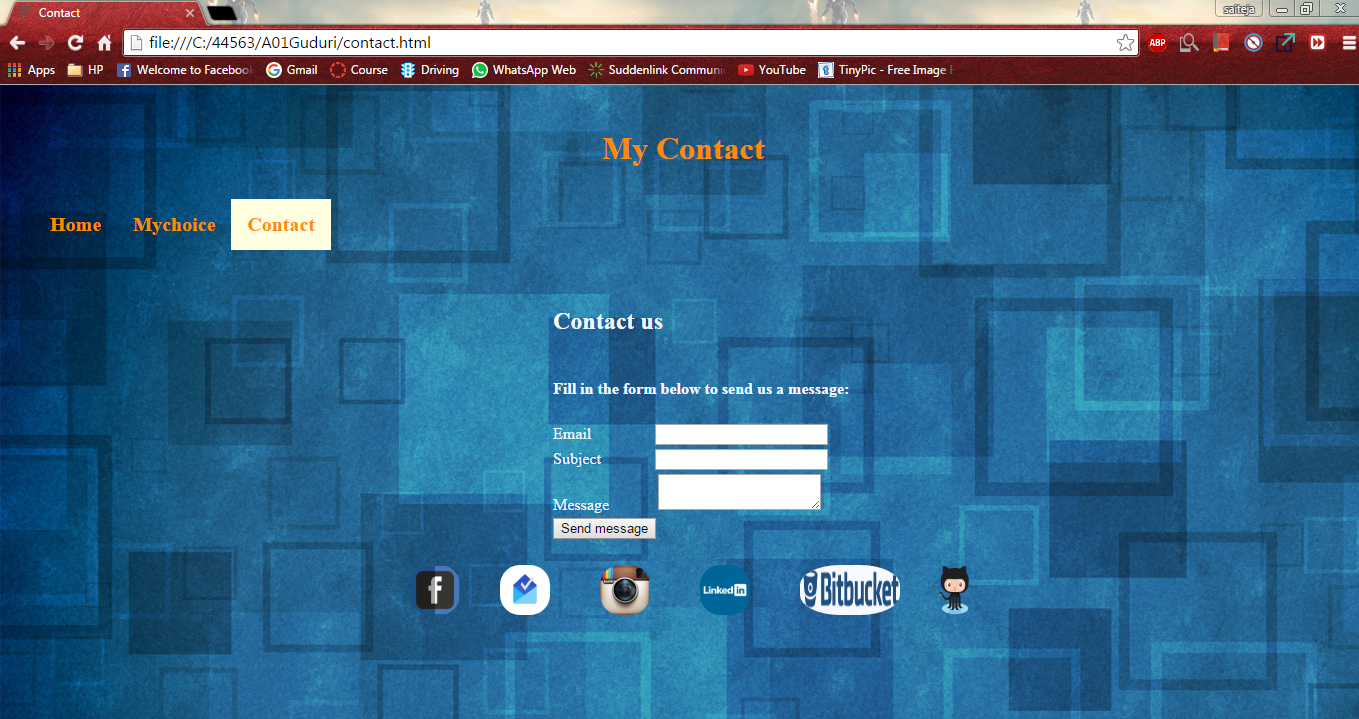 Contact
saiteja
file:///C:/44563/A01Guduri/contact.html
ABP
Apps HP Welcome to Faceboo Gmail Course Driving WhatsApp Web Suddenlink Communi YouTube TinyPic - Free Image H
My Contact
Home Mychoice Contact
Contact us
Fill in the form below to send us a message:
Email
Subject
Message
Send message
f Linked in Bitbucket